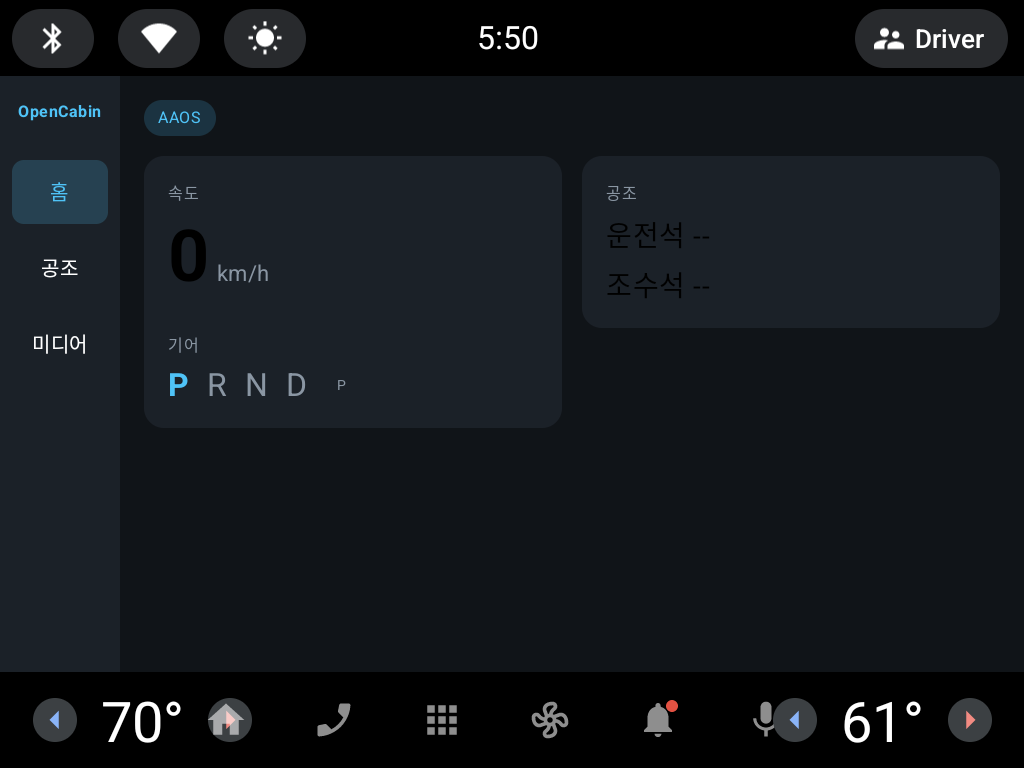 5:50
Driver
OpenCabin
AAOS
홈
공조
미디어
속도
0 km/h
기어
P R N D P
공조
운전석 --
조수석 --
70°
61°